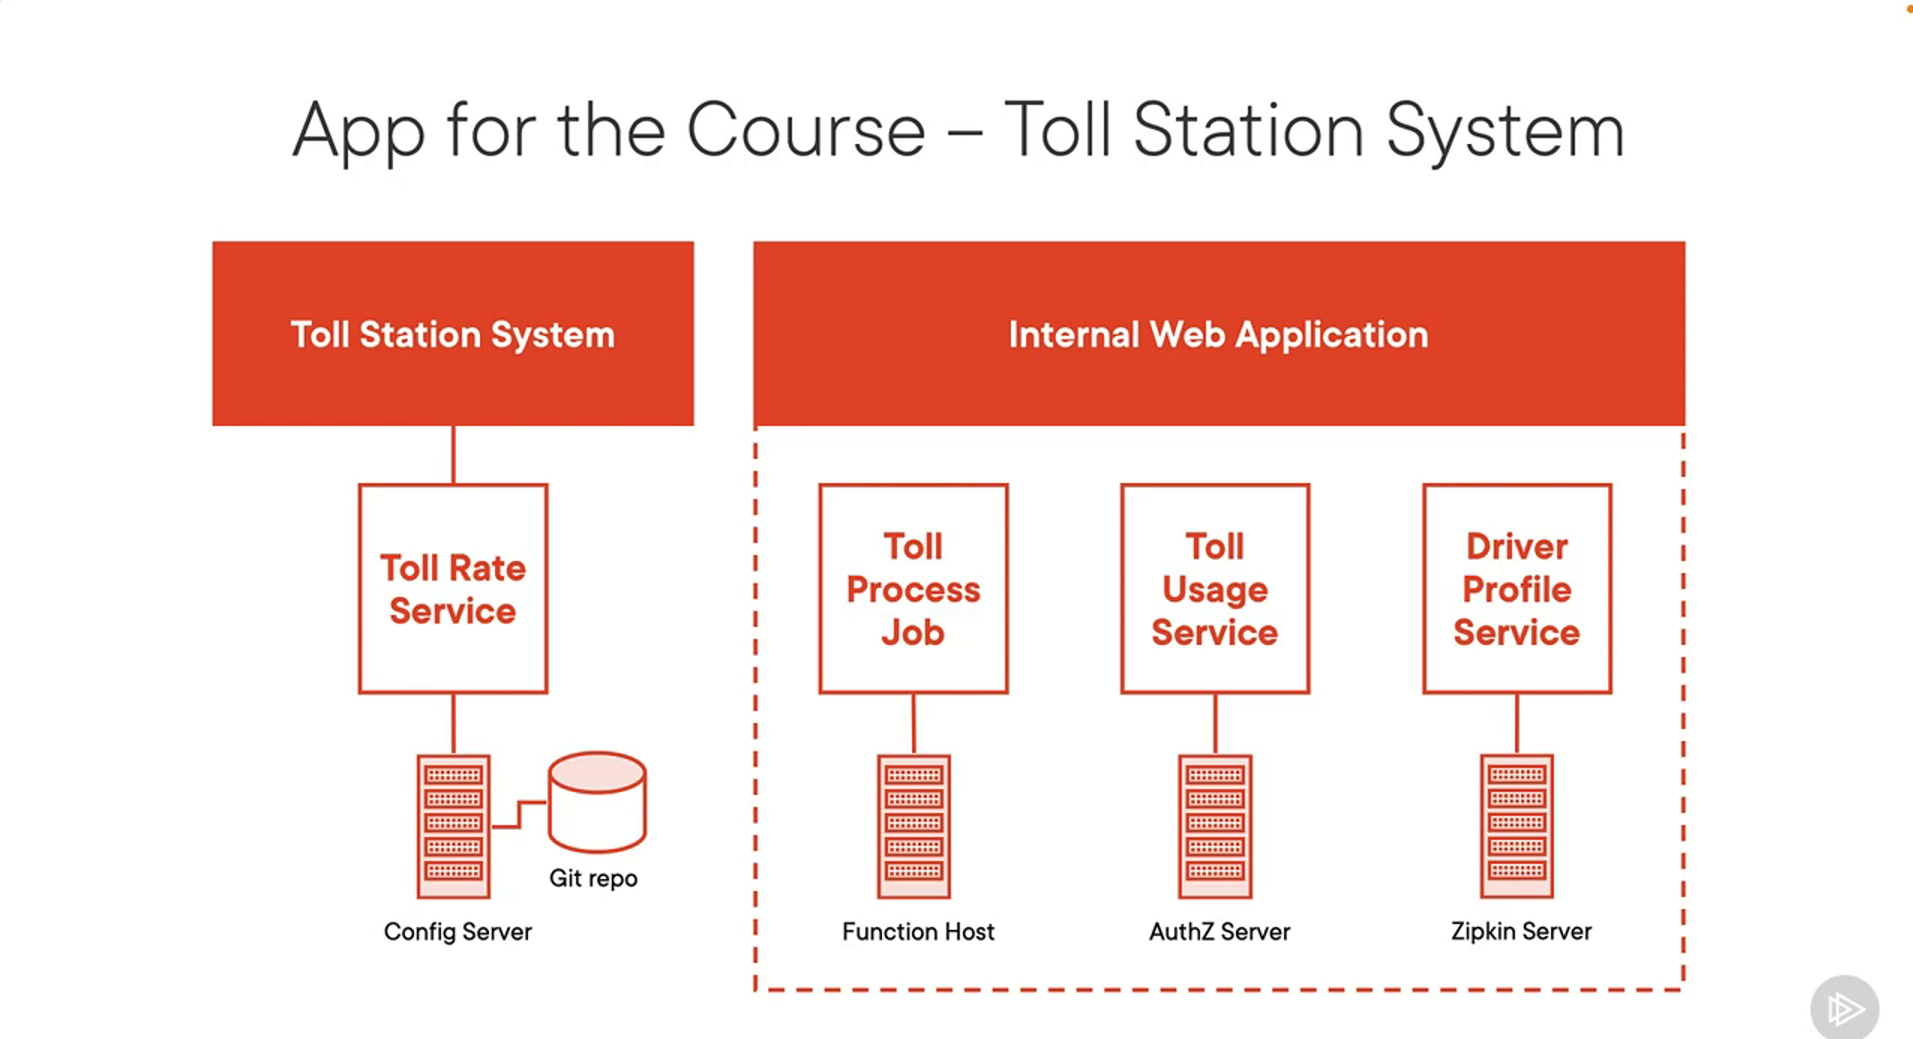 App for the Course – Toll Station System
Toll Station System
Internal Web Application
Toll Rate
Service
Toll
Process
Job
Toll
Usage
Service
Driver
Profile
Service
Git repo
Config Server
Function Host
AuthZ Server
Zipkin Server